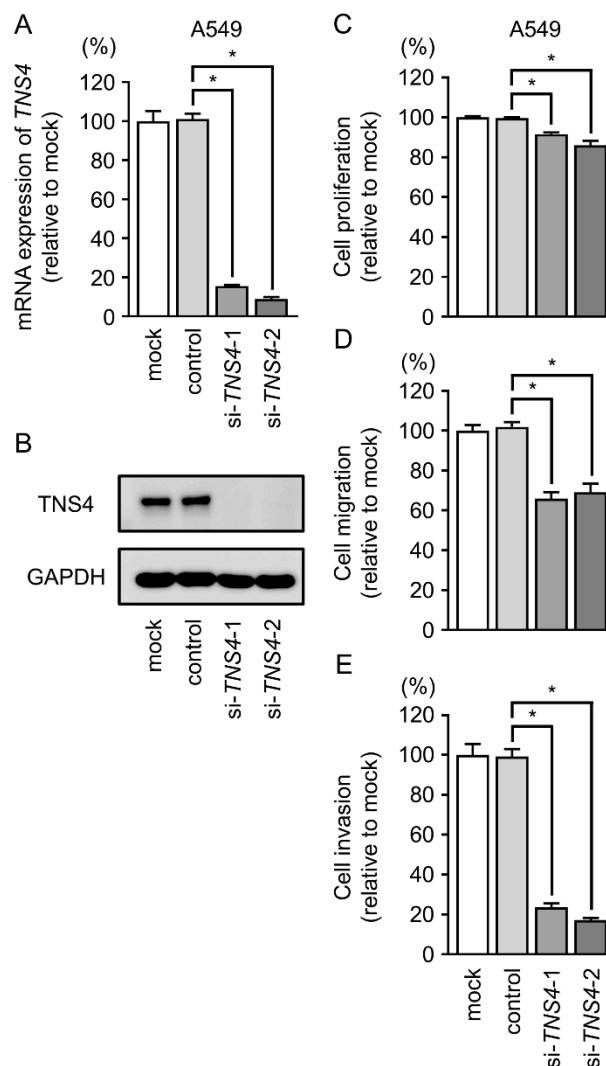 A
A549
(%)
mRNA expression of TNS4
(relative to mock)
120
100
80
60
40
20
0
*
*
mock
control
si-TNS4-1
si-TNS4-2
B
TNS4
GAPDH
mock
control
si-TNS4-1
si-TNS4-2
C
A549
(%)
Cell proliferation
(relative to mock)
120
100
80
60
40
20
0
*
*
D
(%)
Cell migration
(relative to mock)
120
100
80
60
40
20
0
*
*
E
(%)
Cell invasion
(relative to mock)
120
100
80
60
40
20
0
*
*
mock
control
si-TNS4-1
si-TNS4-2